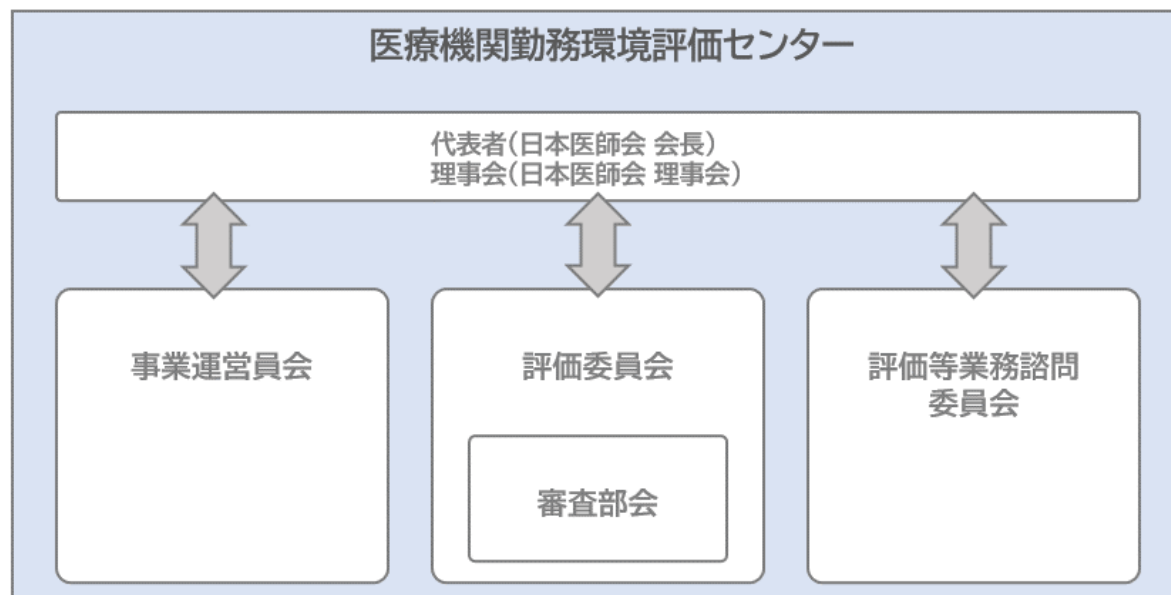 医療機関勤務環境評価センター
代表者(日本医師会 会長)
理事会(日本医師会 理事会)
事業運営員会
評価委員会
審査部会
評価等業務諮問
委員会